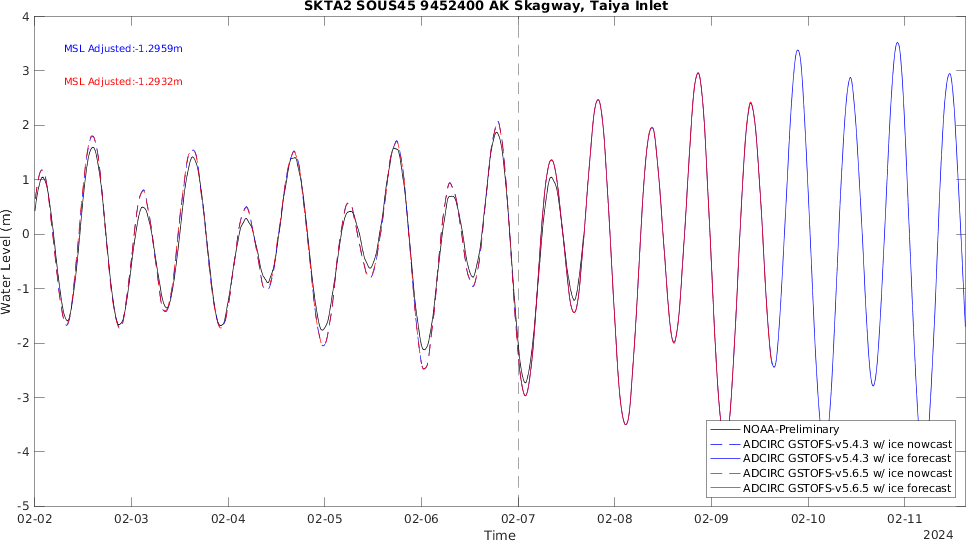 SKTA2 SOUS45 9452400 AK Skagway, Taiya Inlet
4
MSL Adjusted:-1.2959m
3
MSL Adjusted:-1.2932m
2
1
0
-1
-2
-3
-4
-5
Water Level (m)
NOAA-Preliminary
ADCIRC GSTOFS-v5.4.3 w/ ice nowcast
ADCIRC GSTOFS-v5.4.3 w/ ice forecast
ADCIRC GSTOFS-v5.6.5 w/ ice nowcast
ADCIRC GSTOFS-v5.6.5 w/ ice forecast
02-02 02-03 02-04 02-05 02-06 02-07 02-08 02-09 02-10 02-11
Time
2024